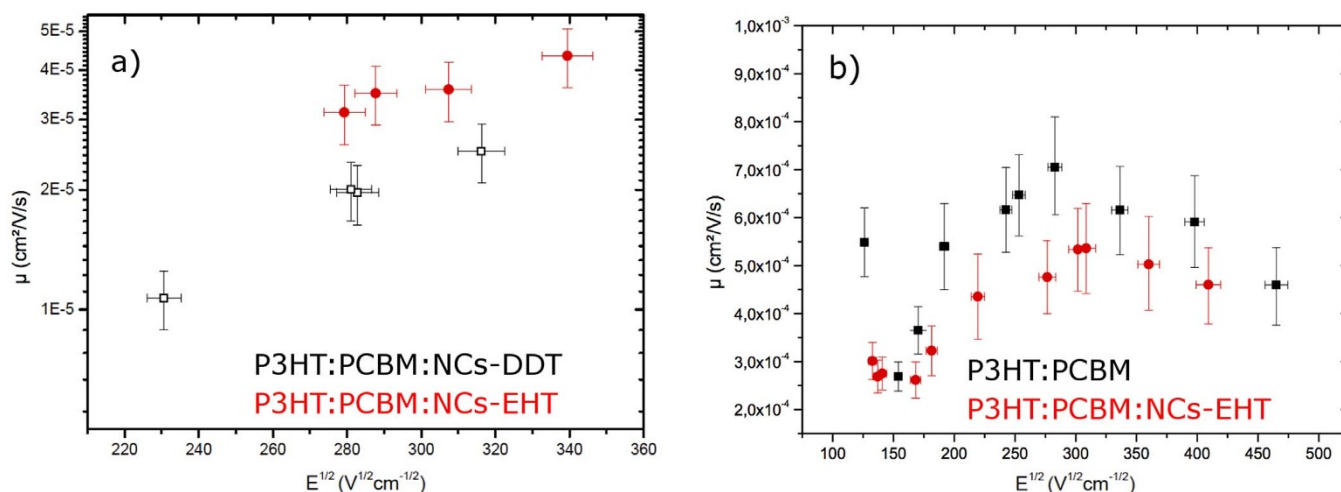 a)
5E-5
4E-5
3E-5
2E-5
1E-5
μ (cm²/V/s)
P3HT:PCBM:NCs-DDT
P3HT:PCBM:NCs-EHT
220 240 260 280 300 320 340 360
E^1/2 (V^1/2cm^-1/2)
b)
1,0x10⁻³
9,0x10⁻⁴
8,0x10⁻⁴
7,0x10⁻⁴
6,0x10⁻⁴
5,0x10⁻⁴
4,0x10⁻⁴
3,0x10⁻⁴
2,0x10⁻⁴
μ (cm²/V/s)
P3HT:PCBM
P3HT:PCBM:NCs-EHT
100 150 200 250 300 350 400 450 500
E^1/2 (V^1/2cm^-1/2)